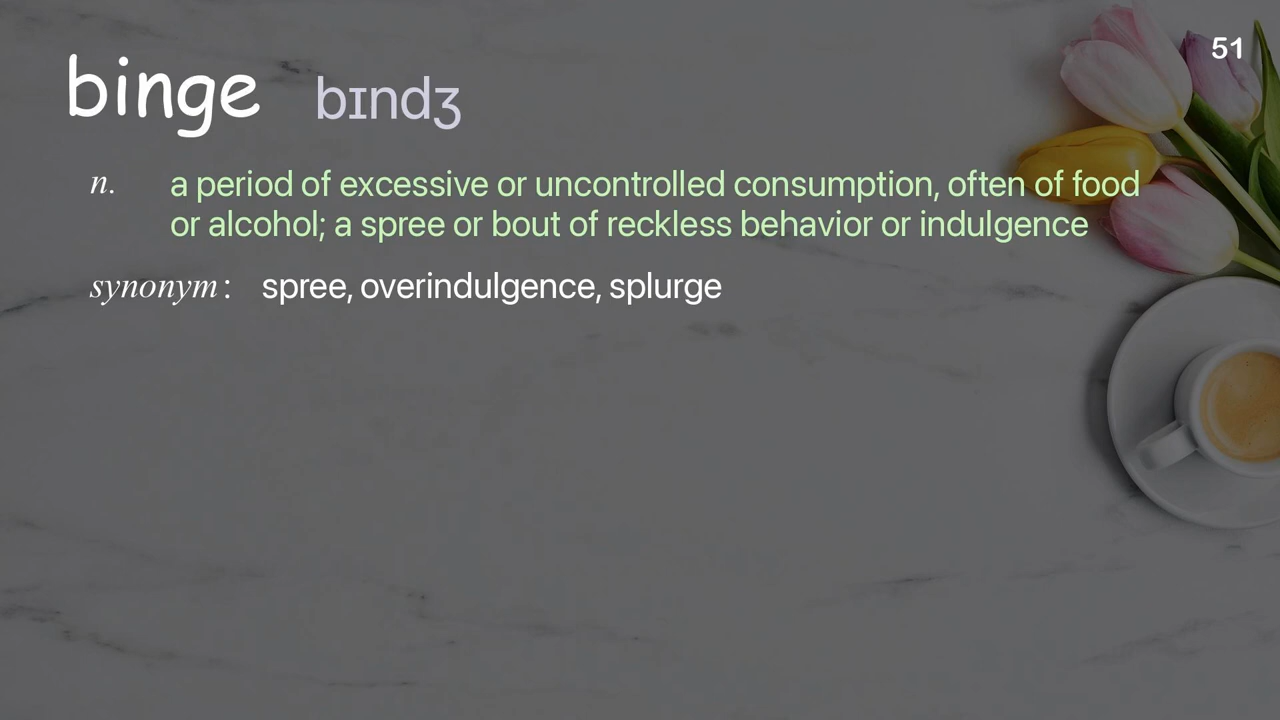 51
binge bɪndʒ
n. a period of excessive or uncontrolled consumption, often of food
or alcohol; a spree or bout of reckless behavior or indulgence
synonym : spree, overindulgence, splurge